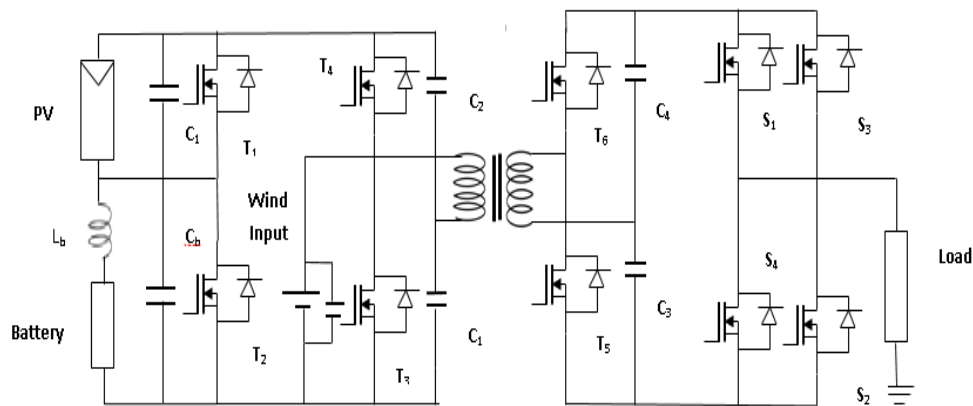 PV
C1
T1
T4
C2
Wind
Input
Lb
Cb
Battery
T2
T3
C1
T6
C4
T5
C3
S1
S3
S4
S2
Load